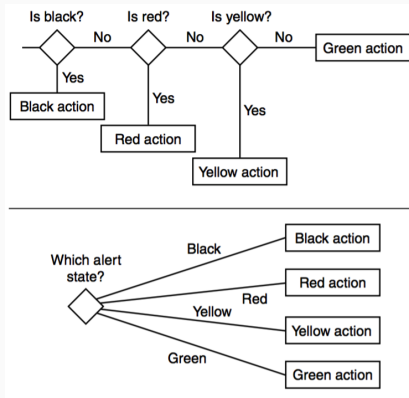 Is black?
Is red?
Is yellow?
No
No
No
Green action
Yes
Yes
Yes
Black action
Red action
Yellow action
Which alert
state?
Black
Red
Yellow
Green
Black action
Red action
Yellow action
Green action